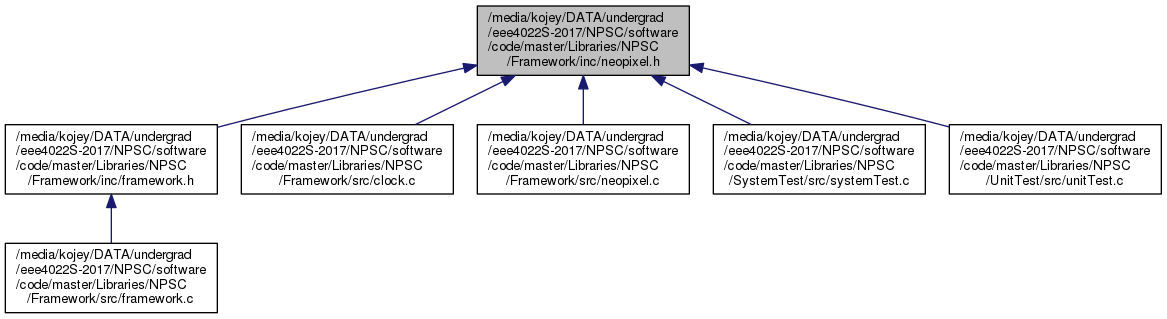 /media/kojey/DATA/undergrad
/eee4022S-2017/NPSC/software
/code/master/Libraries/NPSC
/Framework/inc/neopixel.h
/media/kojey/DATA/undergrad
/eee4022S-2017/NPSC/software
/code/master/Libraries/NPSC
/Framework/inc/framework.h
/media/kojey/DATA/undergrad
/eee4022S-2017/NPSC/software
/code/master/Libraries/NPSC
/Framework/src/clock.c
/media/kojey/DATA/undergrad
/eee4022S-2017/NPSC/software
/code/master/Libraries/NPSC
/Framework/src/neopixel.c
/media/kojey/DATA/undergrad
/eee4022S-2017/NPSC/software
/code/master/Libraries/NPSC
/SystemTest/src/systemTest.c
/media/kojey/DATA/undergrad
/eee4022S-2017/NPSC/software
/code/master/Libraries/NPSC
/UnitTest/src/unitTest.c
/media/kojey/DATA/undergrad
/eee4022S-2017/NPSC/software
/code/master/Libraries/NPSC
/Framework/src/framework.c